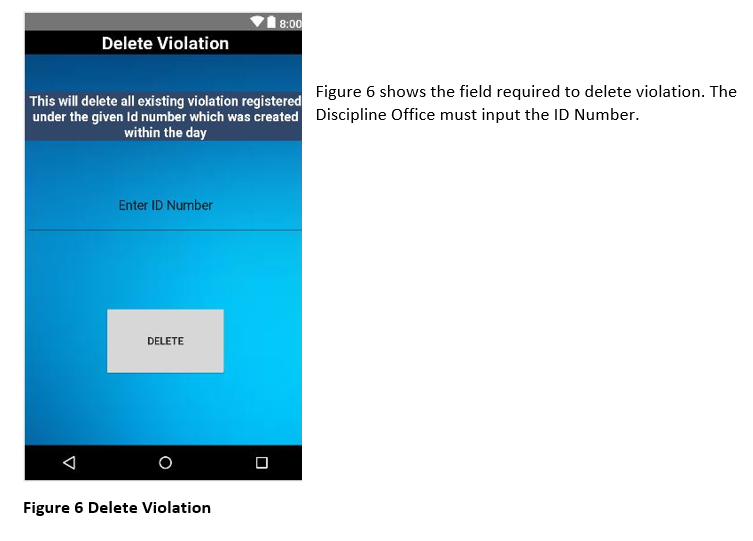 8:00
Delete Violation
This will delete all existing violation registered
under the given Id number which was created
within the day
Enter ID Number
DELETE
Figure 6 shows the field required to delete violation. The
Discipline Office must input the ID Number.
Figure 6 Delete Violation